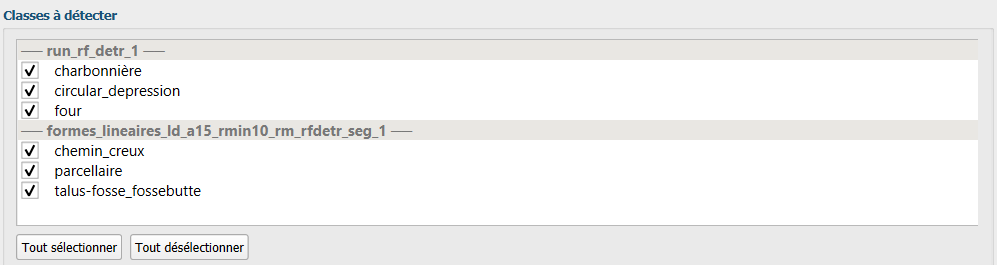 Classes à détecter
run_rf_detr_1
charbonnière
circular_depression
four
formes_lineaires_ld_a15_rmin10_rm_rfdetr_seg_1
chemin_creux
parcellaire
talus-fosse_fossebutte
Tout sélectionner Tout désélectionner